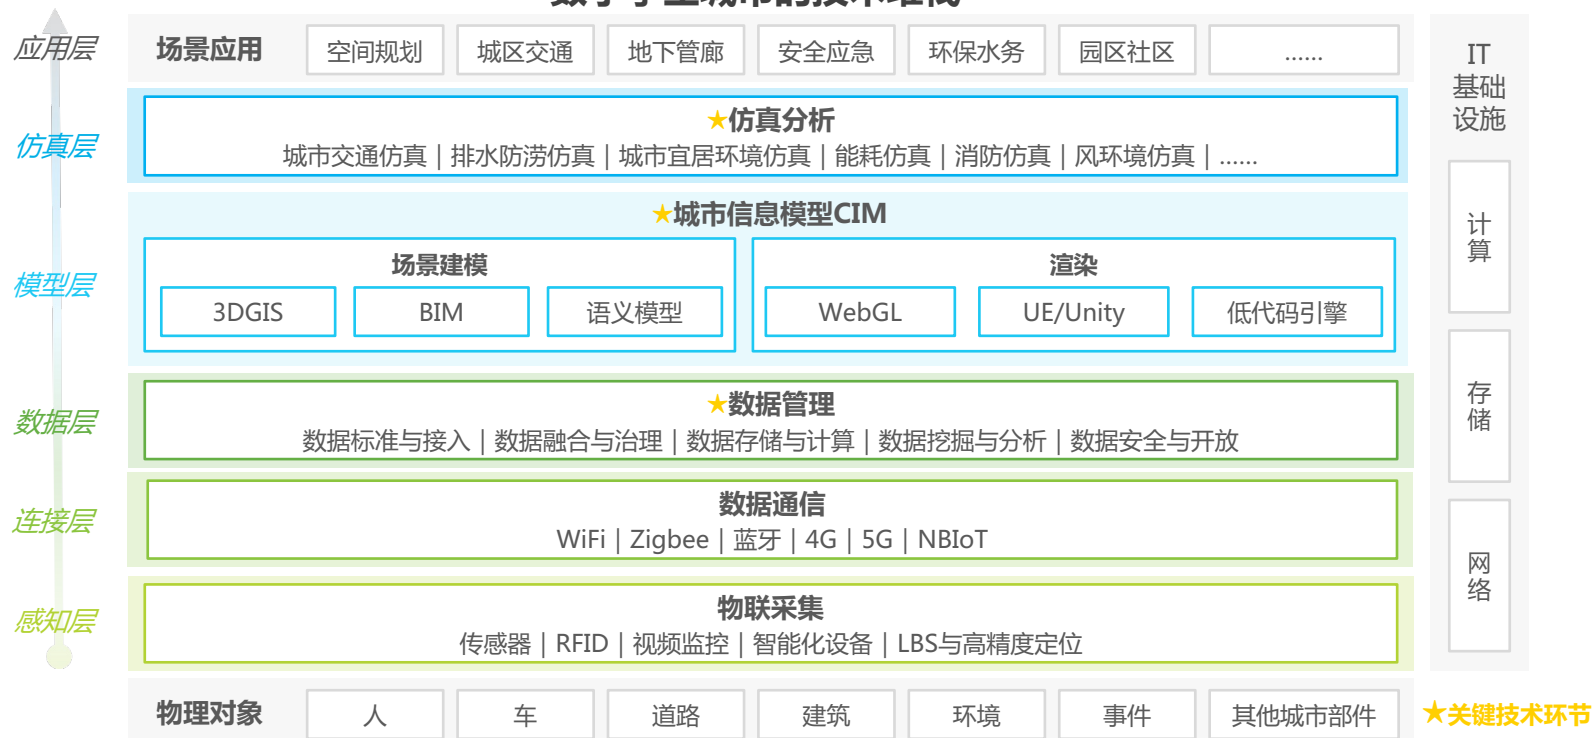 数字孪生城市的技术堆栈
应用层
场景应用
空间规划
城区交通
地下管廊
安全应急
环保水务
园区社区
......
仿真层
★仿真分析
城市交通仿真｜排水防涝仿真｜城市宜居环境仿真｜能耗仿真｜消防仿真｜风环境仿真｜......
模型层
★城市信息模型CIM
场景建模
3DGIS
BIM
语义模型
渲染
WebGL
UE/Unity
低代码引擎
数据层
★数据管理
数据标准与接入｜数据融合与治理｜数据存储与计算｜数据挖掘与分析｜数据安全与开放
连接层
数据通信
WiFi｜Zigbee｜蓝牙｜4G｜5G｜NBIoT
感知层
物联采集
传感器｜RFID｜视频监控｜智能化设备｜LBS与高精度定位
物理对象
人
车
道路
建筑
环境
事件
其他城市部件
IT
基础
设施
计
算
存
储
网
络
★关键技术环节